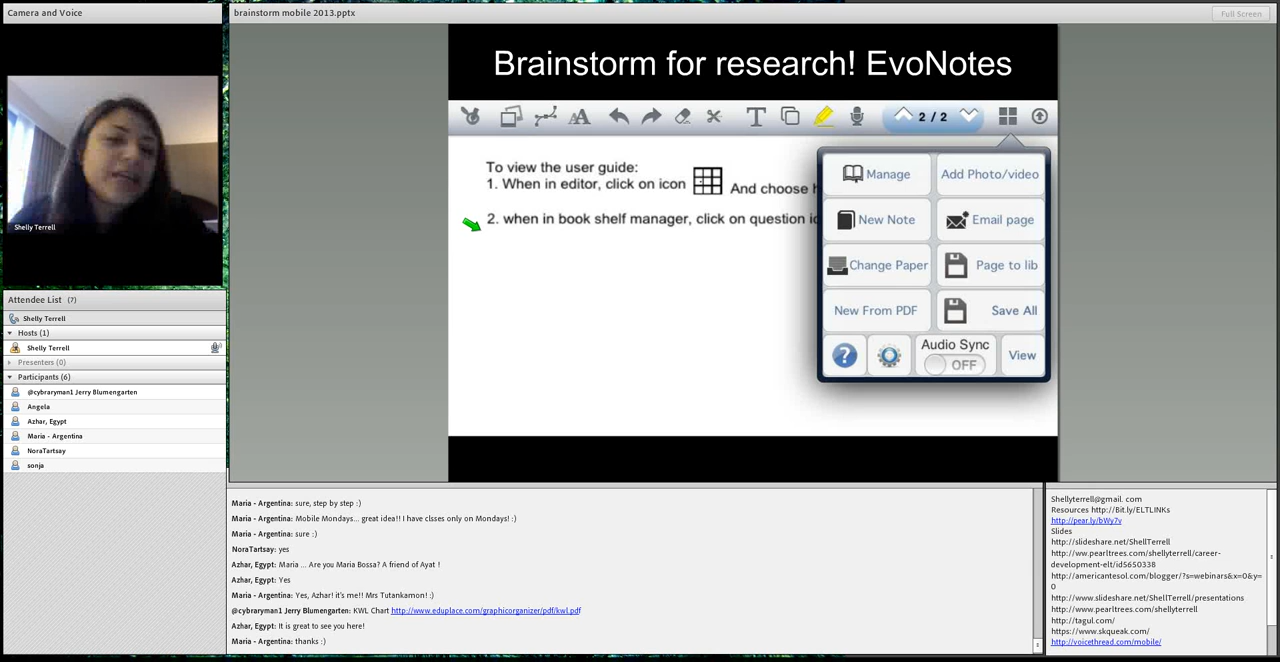 Camera and Voice
Shelly Terrell
Attendee List (7)
Shelly Terrell
Hosts (1)
Shelly Terrell
Presenters (0)
Participants (6)
@cybraryman1 Jerry Blumengarten
Angela
Azhar, Egypt
Maria - Argentina
NoraTartsay
sonja
brainstorm mobile 2013.pptx
Full Screen
Brainstorm for research! EvoNotes
2 / 2
To view the user guide:
1. When in editor, click on icon And choose h
2. when in book shelf manager, click on question ic
Manage
Add Photo/video
New Note
Email page
Change Paper
Page to lib
New From PDF
Save All
?
Audio Sync
OFF
View
Maria - Argentina: sure, step by step :)
Maria - Argentina: Mobile Mondays... great idea!! I have clsses only on Mondays! :)
Maria - Argentina: sure :)
NoraTartsay: yes
Azhar, Egypt: Maria ... Are you Maria Bossa? A friend of Ayat !
Azhar, Egypt: Yes
Maria - Argentina: Yes, Azhar! it's me!! Mrs Tutankamon! :)
@cybraryman1 Jerry Blumengarten: KWL Chart http://www.eduplace.com/graphicorganizer/pdf/kwl.pdf
Azhar, Egypt: It is great to see you here!
Maria - Argentina: thanks :)
Shellyterrell@gmail. com
Resources http://Bit.ly/ELTLINKs
http://pear.ly/bWy7v
Slides
http://slideshare.net/ShellTerrell
http://ww.pearltrees.com/shellyterrell/career-
development-elt/id5650338
http://americantesol.com/blogger/?s=webinars&x=0&y=
0
http://www.slideshare.net/ShellTerrell/presentations
http://www.pearltrees.com/shellyterrell
http://tagul.com/
https://www.skqueak.com/
http://voicethread.com/mobile/